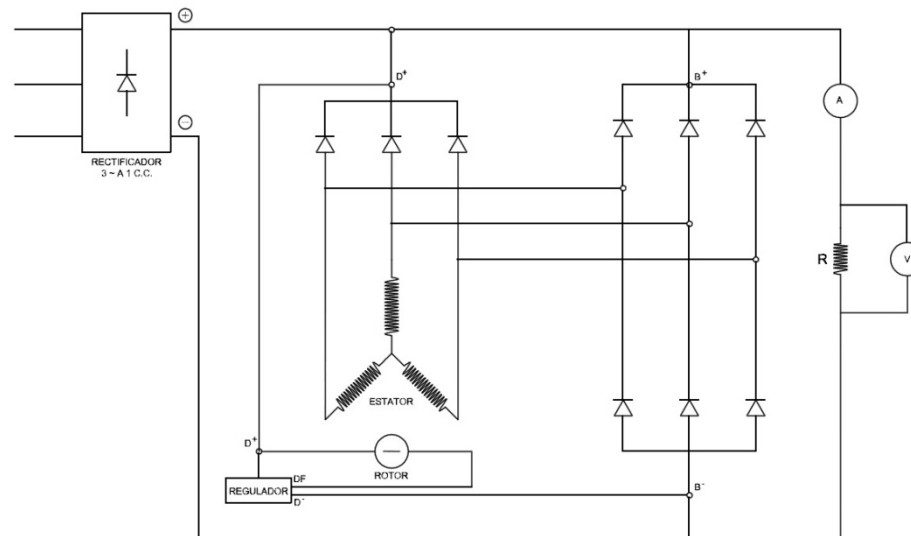 +
D+
B+
A
−
RECTIFICADOR
3 ~ A 1 C.C.
R
V
ESTATOR
D+
ROTOR
DF
REGULADOR
D-
B-